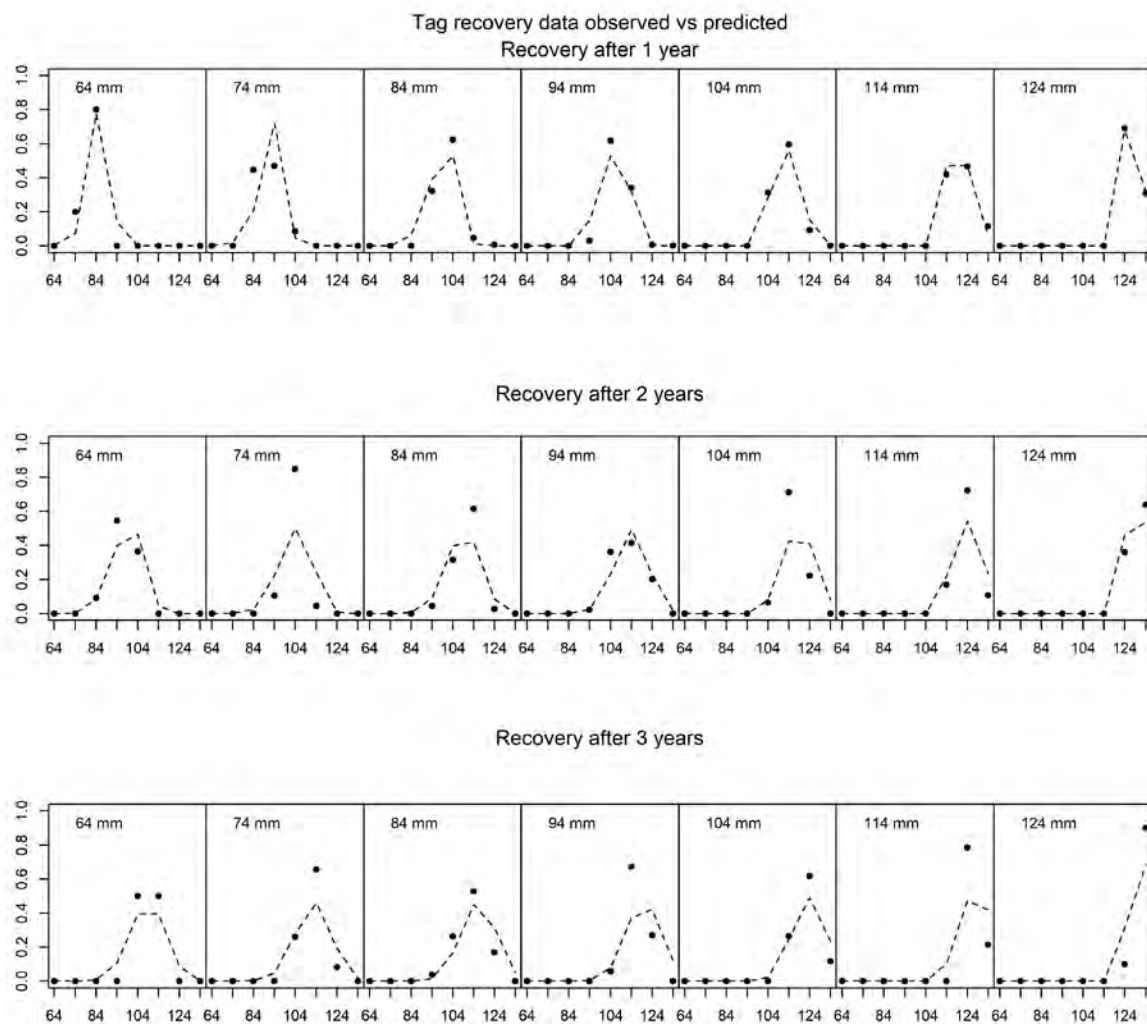 Tag recovery data observed vs predicted
Recovery after 1 year
0.0 0.2 0.4 0.6 0.8 1.0
64 mm 74 mm 84 mm 94 mm 104 mm 114 mm 124 mm
64 84 104 124 64 84 104 124 64 84 104 124 64 84 104 124 64 84 104 124 64 84 104 124 64 84 104 124
Recovery after 2 years
0.0 0.2 0.4 0.6 0.8 1.0
64 mm 74 mm 84 mm 94 mm 104 mm 114 mm 124 mm
64 84 104 124 64 84 104 124 64 84 104 124 64 84 104 124 64 84 104 124 64 84 104 124 64 84 104 124
Recovery after 3 years
0.0 0.2 0.4 0.6 0.8 1.0
64 mm 74 mm 84 mm 94 mm 104 mm 114 mm 124 mm
64 84 104 124 64 84 104 124 64 84 104 124 64 84 104 124 64 84 104 124 64 84 104 124 64 84 104 124